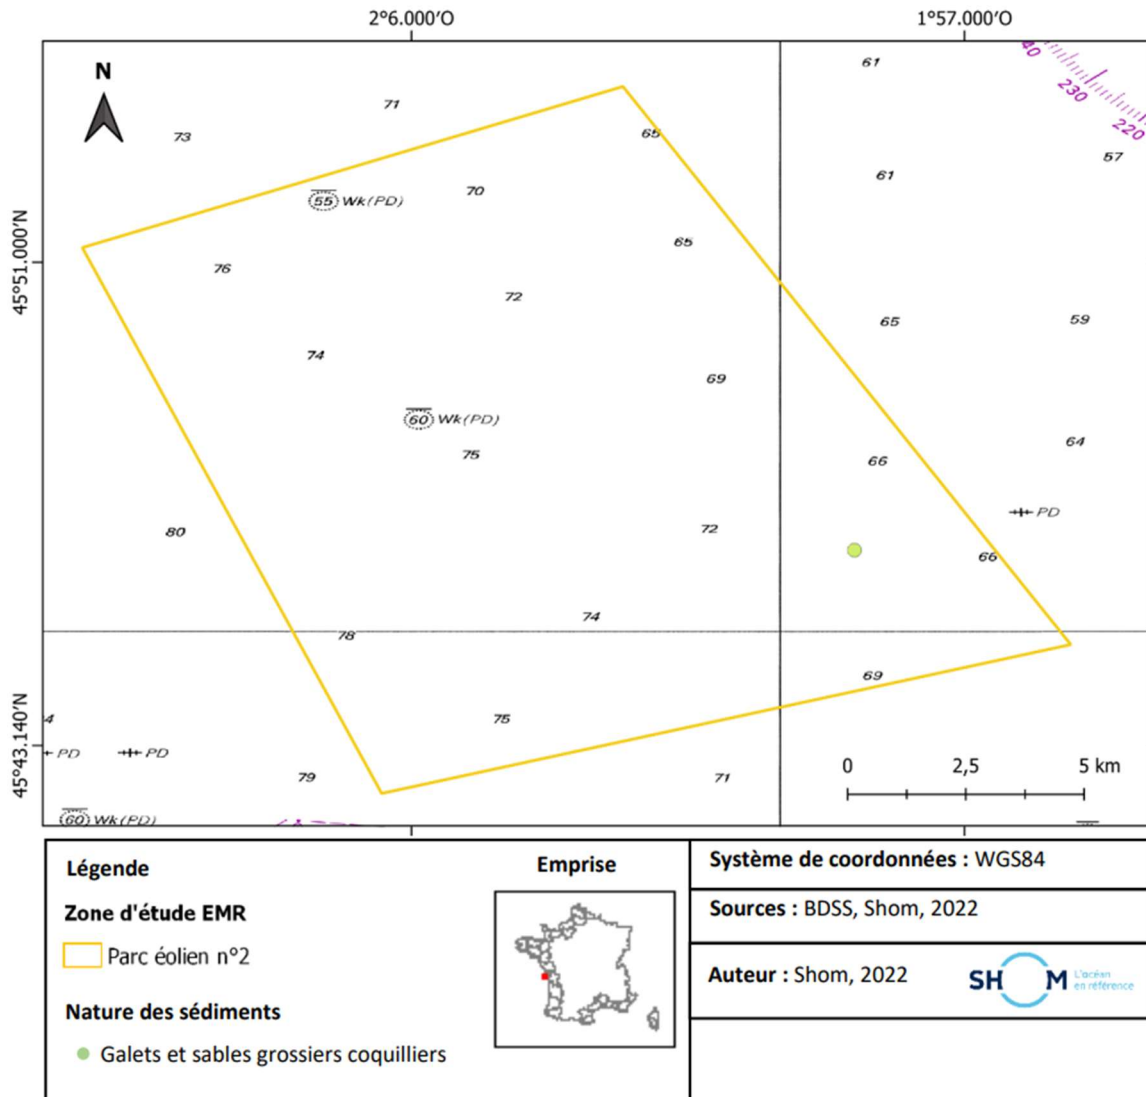 2°6.000’O
1°57.000’O
N
45°51.000’N
45°43.140’N
40
230
220
61
71
73
65
57
61
55 Wk(PD)
70
65
76
72
65
59
74
69
60 Wk(PD)
75
66
64
PD
80
72
66
74
78
69
4
75
PD
PD
79
71
60 Wk(PD)
0
2,5
5 km
Légende
Zone d'étude EMR
Parc éolien n°2
Nature des sédiments
Galets et sables grossiers coquilliers
Emprise
Système de coordonnées : WGS84
Sources : BDSS, Shom, 2022
Auteur : Shom, 2022
SHOM
L'océan
en référence